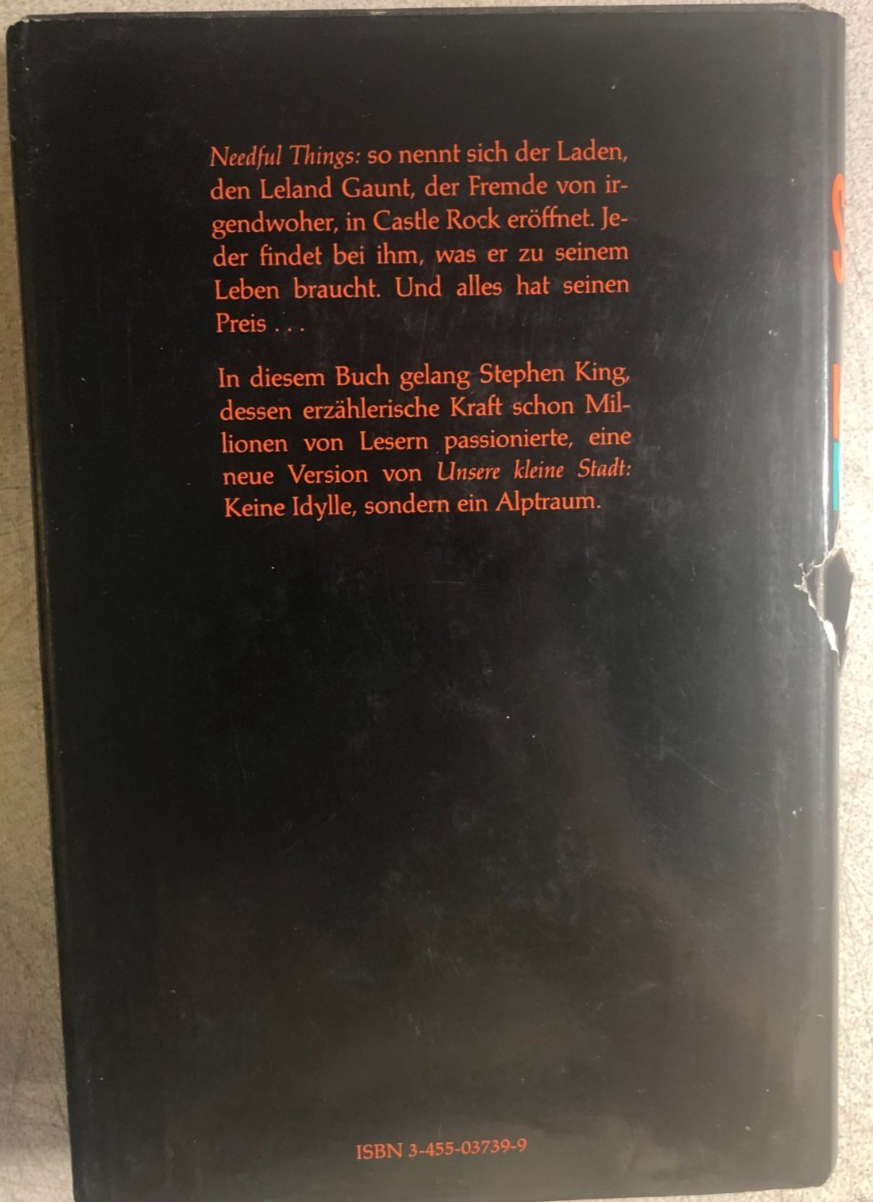 Needful Things: so nennt sich der Laden,
den Leland Gaunt, der Fremde von ir-
gendwoher, in Castle Rock eröffnet. Je-
der findet bei ihm, was er zu seinem
Leben braucht. Und alles hat seinen
Preis . . .
In diesem Buch gelang Stephen King,
dessen erzählerische Kraft schon Mil-
lionen von Lesern passionierte, eine
neue Version von Unsere kleine Stadt:
Keine Idylle, sondern ein Alptraum.
ISBN 3-455-03739-9